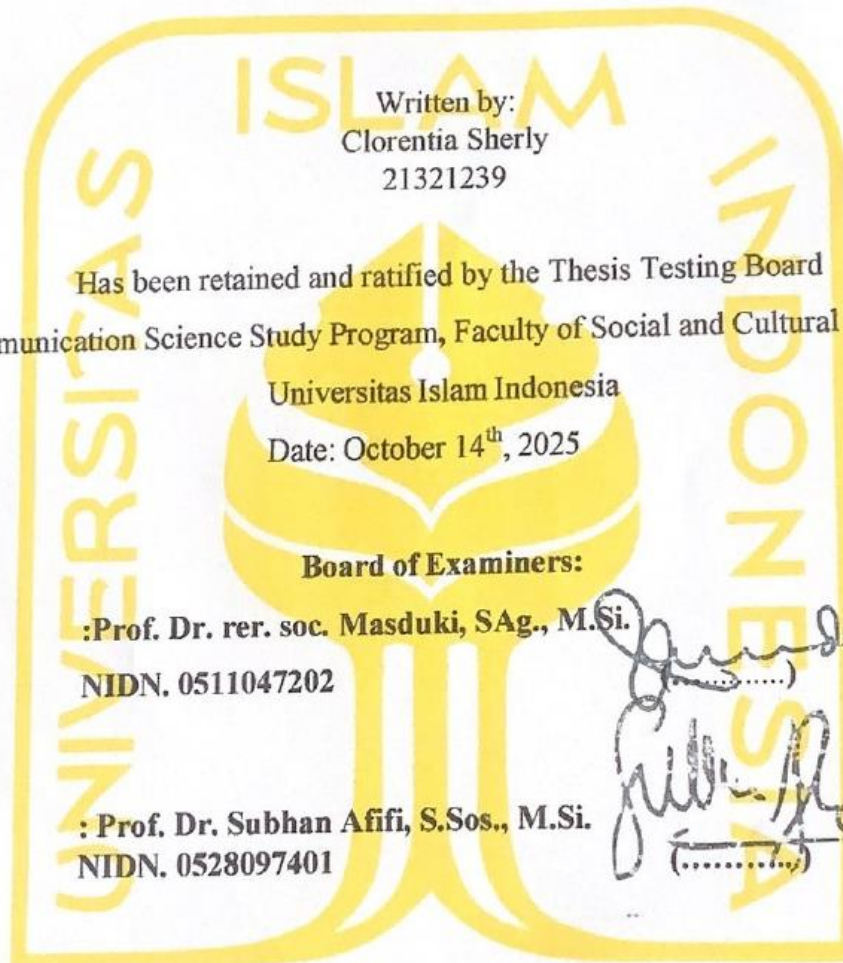 UNIVERSITAS ISLAM INDONESIA
Written by:
Clorentia Sherly
21321239
Has been retained and ratified by the Thesis Testing Board
munication Science Study Program, Faculty of Social and Cultural
Universitas Islam Indonesia
Date: October 14th, 2025
Board of Examiners:
:Prof. Dr. rer. soc. Masduki, SAg., M.Si.
NIDN. 0511047202
(............)
: Prof. Dr. Subhan Afifi, S.Sos., M.Si.
NIDN. 0528097401
(............)